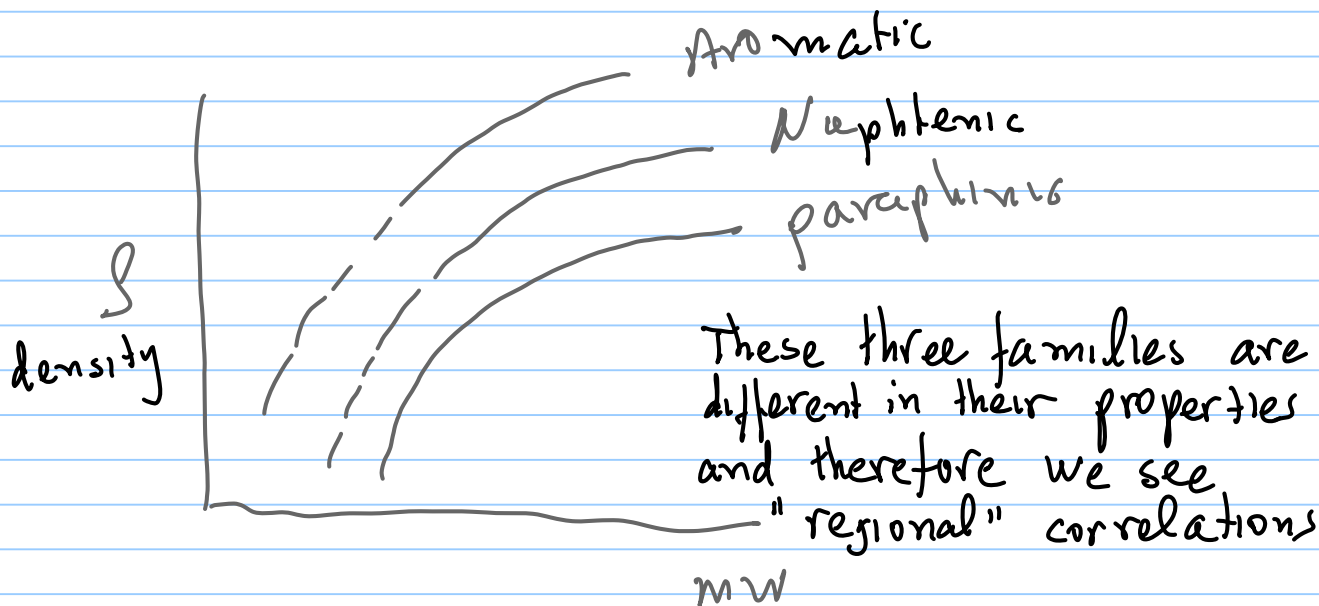 Aromatic
Naphtenic
paraphinic
ρ
density
These three families are
different in their properties
and therefore we see
"regional" correlations
MW